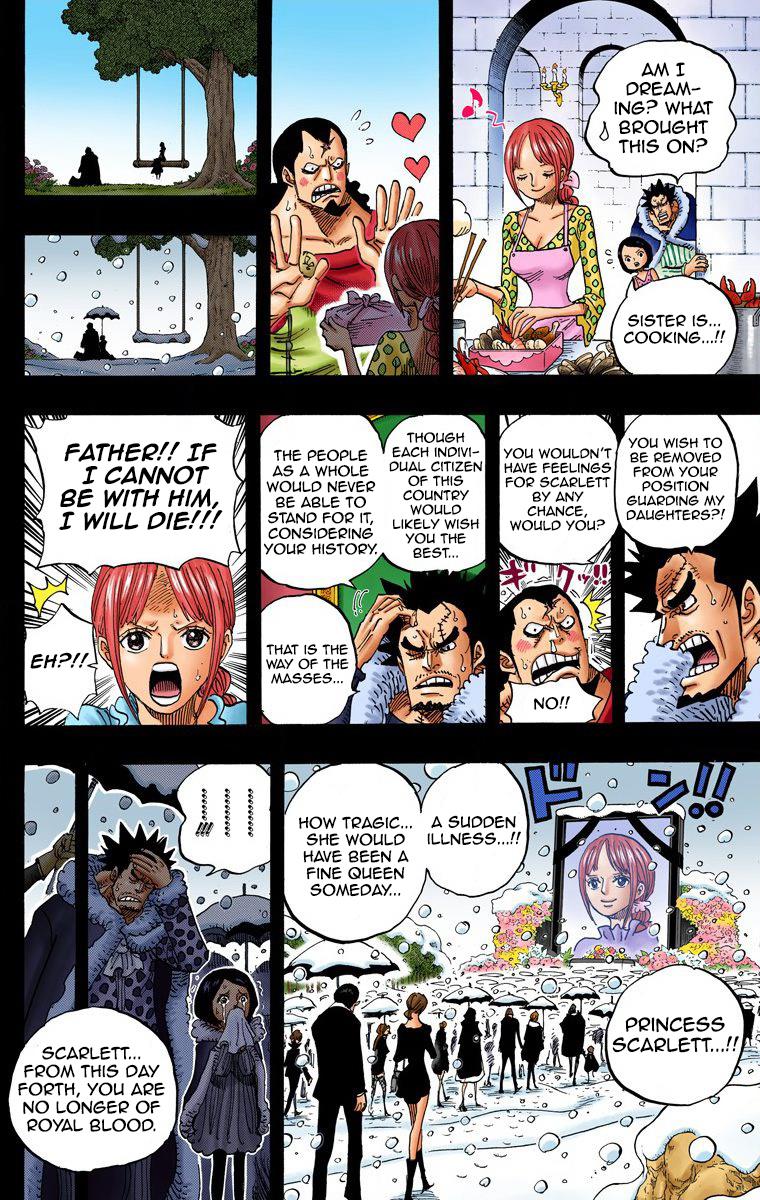 AM I
DREAM-
ING? WHAT
BROUGHT
THIS ON?
SISTER IS...
COOKING...!!
YOU WISH TO
BE REMOVED
FROM YOUR
POSITION
GUARDING MY
DAUGHTERS?!
YOU WOULDN'T
HAVE FEELINGS
FOR SCARLETT
BY ANY
CHANCE,
WOULD YOU?
ギクッ!!
NO!!
THOUGH
EACH INDIVI-
DUAL CITIZEN
OF THIS
COUNTRY
WOULD
LIKELY WISH
YOU THE
BEST...
THE PEOPLE
AS A WHOLE
WOULD NEVER
BE ABLE TO
STAND FOR IT,
CONSIDERING
YOUR HISTORY.
THAT IS THE
WAY OF THE
MASSES...
FATHER!! IF
I CANNOT
BE WITH HIM,
I WILL DIE!!!
EH?!!
ドン!!
A SUDDEN
ILLNESS...!!
HOW TRAGIC...
SHE WOULD
HAVE BEEN A
FINE QUEEN
SOMEDAY...
PRINCESS
SCARLETT...!!
.........!!!
SCARLETT...
FROM THIS DAY
FORTH, YOU ARE
NO LONGER OF
ROYAL BLOOD.